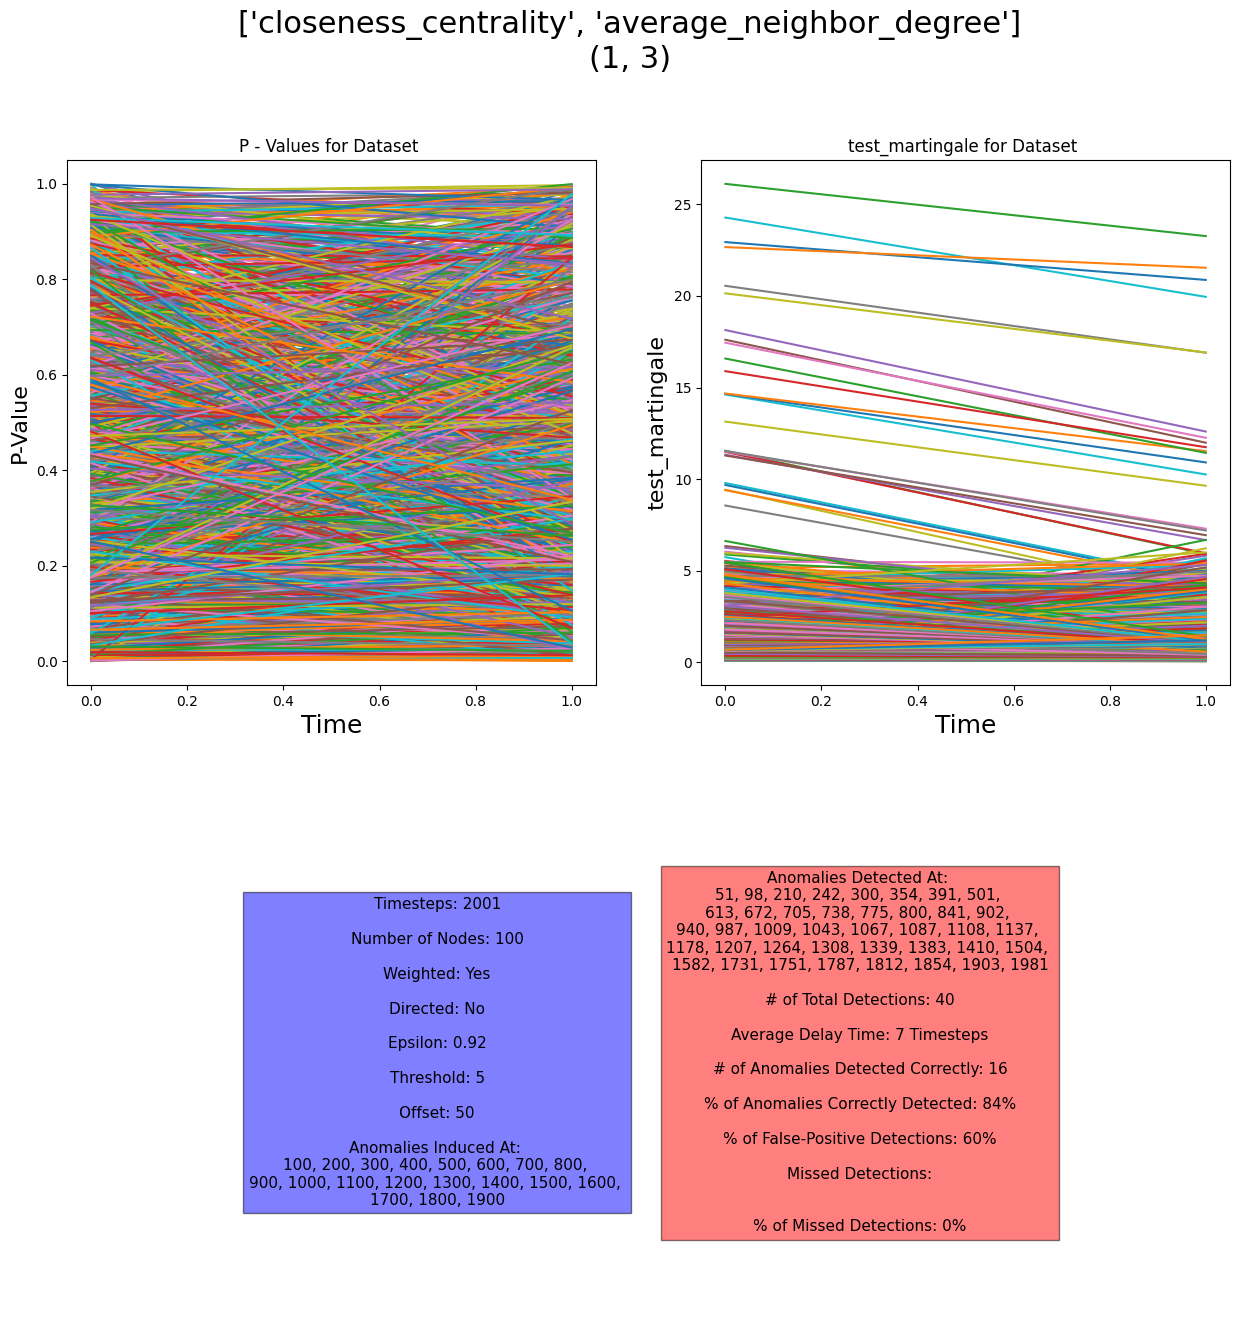 ['closeness_centrality', 'average_neighbor_degree']
(1, 3)
P - Values for Dataset
1.0
0.8
0.6
0.4
0.2
0.0
P-Value
0.0 0.2 0.4 0.6 0.8 1.0
Time
test_martingale for Dataset
25
20
15
10
5
0
test_martingale
0.0 0.2 0.4 0.6 0.8 1.0
Time
Timesteps: 2001
Number of Nodes: 100
Weighted: Yes
Directed: No
Epsilon: 0.92
Threshold: 5
Offset: 50
Anomalies Induced At:
100, 200, 300, 400, 500, 600, 700, 800,
900, 1000, 1100, 1200, 1300, 1400, 1500, 1600,
1700, 1800, 1900
Anomalies Detected At:
51, 98, 210, 242, 300, 354, 391, 501,
613, 672, 705, 738, 775, 800, 841, 902,
940, 987, 1009, 1043, 1067, 1087, 1108, 1137,
1178, 1207, 1264, 1308, 1339, 1383, 1410, 1504,
1582, 1731, 1751, 1787, 1812, 1854, 1903, 1981
# of Total Detections: 40
Average Delay Time: 7 Timesteps
# of Anomalies Detected Correctly: 16
% of Anomalies Correctly Detected: 84%
% of False-Positive Detections: 60%
Missed Detections:
% of Missed Detections: 0%